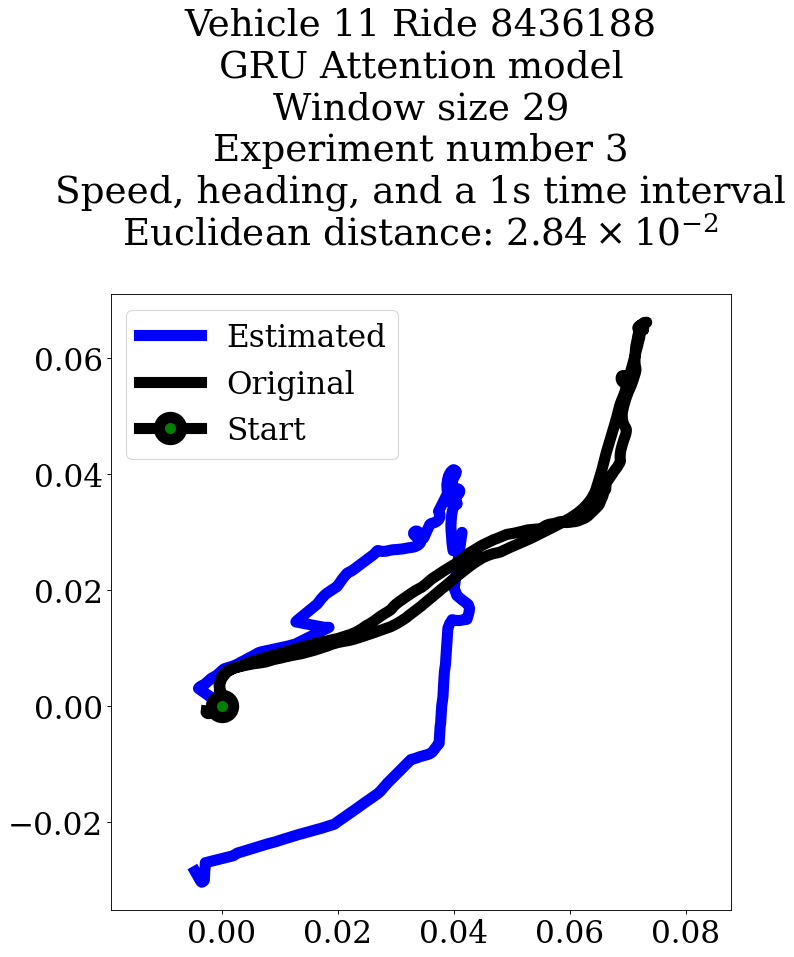 Vehicle 11 Ride 8436188
GRU Attention model
Window size 29
Experiment number 3
Speed, heading, and a 1s time interval
Euclidean distance: 2.84 × 10⁻²
Estimated
Original
Start
0.06
0.04
0.02
0.00
−0.02
0.00 0.02 0.04 0.06 0.08